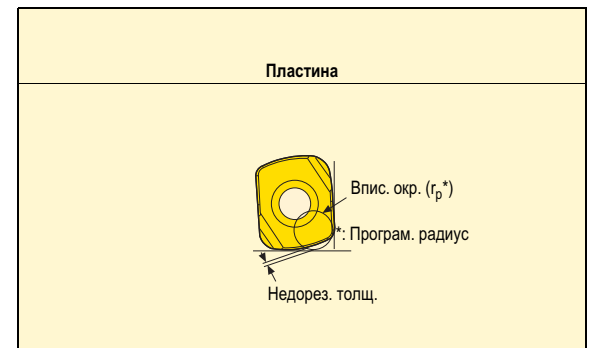 Пластина
Впис. окр. (rp*)
*: Програм. радиус
Недорез. толщ.